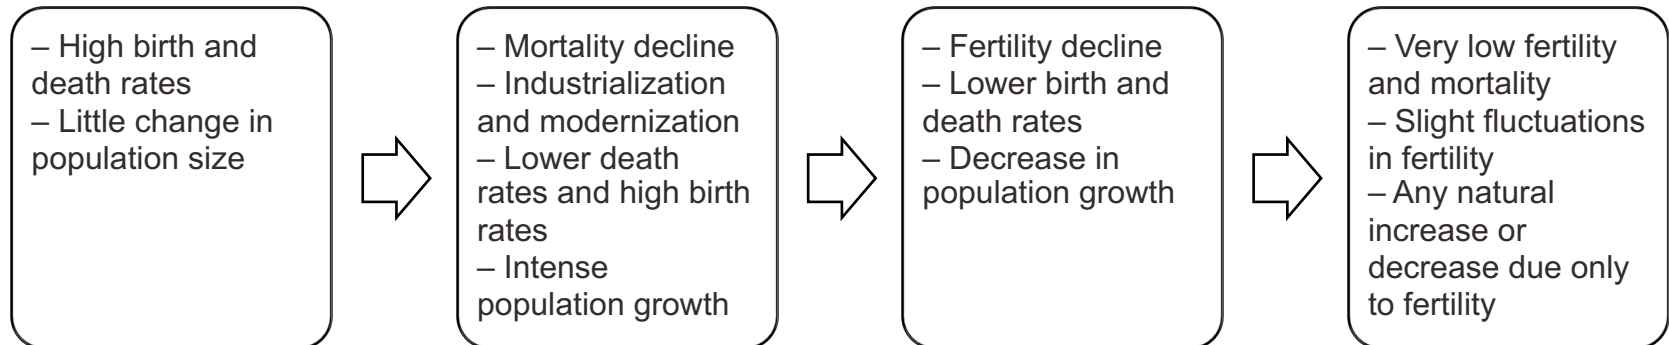 – High birth and
death rates
– Little change in
population size
– Mortality decline
– Industrialization
and modernization
– Lower death
rates and high birth
rates
– Intense
population growth
– Fertility decline
– Lower birth and
death rates
– Decrease in
population growth
– Very low fertility
and mortality
– Slight fluctuations
in fertility
– Any natural
increase or
decrease due only
to fertility